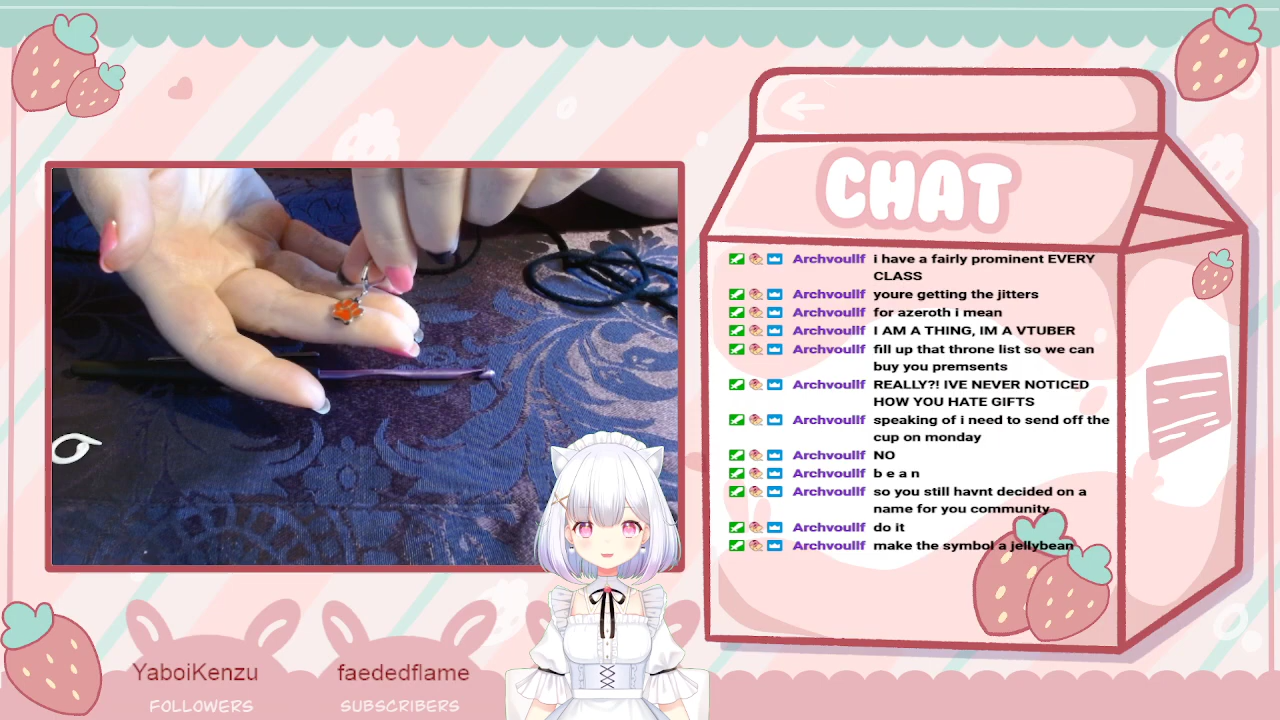 CHAT
Archvoullf i have a fairly prominent EVERY
CLASS
Archvoullf youre getting the jitters
Archvoullf for azeroth i mean
Archvoullf I AM A THING, IM A VTUBER
Archvoullf fill up that throne list so we can
buy you premsents
Archvoullf REALLY?! IVE NEVER NOTICED
HOW YOU HATE GIFTS
Archvoullf speaking of i need to send off the
cup on monday
Archvoullf NO
Archvoullf b e a n
Archvoullf so you still havnt decided on a
name for you community
Archvoullf do it
Archvoullf make the symbol a jellybean
YaboiKenzu faededflame
FOLLOWERS SUBSCRIBERS